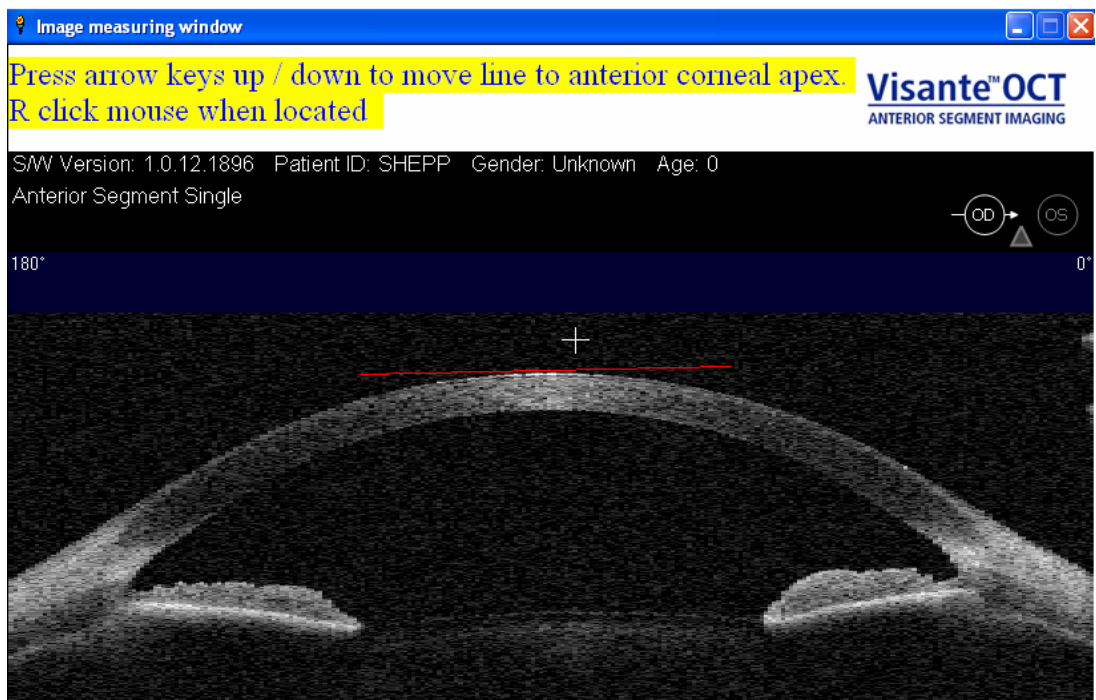 Image measuring window
Press arrow keys up / down to move line to anterior corneal apex.
R click mouse when located
Visante™ OCT
ANTERIOR SEGMENT IMAGING
S/W Version: 1.0.12.1896 Patient ID: SHEPP Gender: Unknown Age: 0
Anterior Segment Single
OD OS
180° 0°